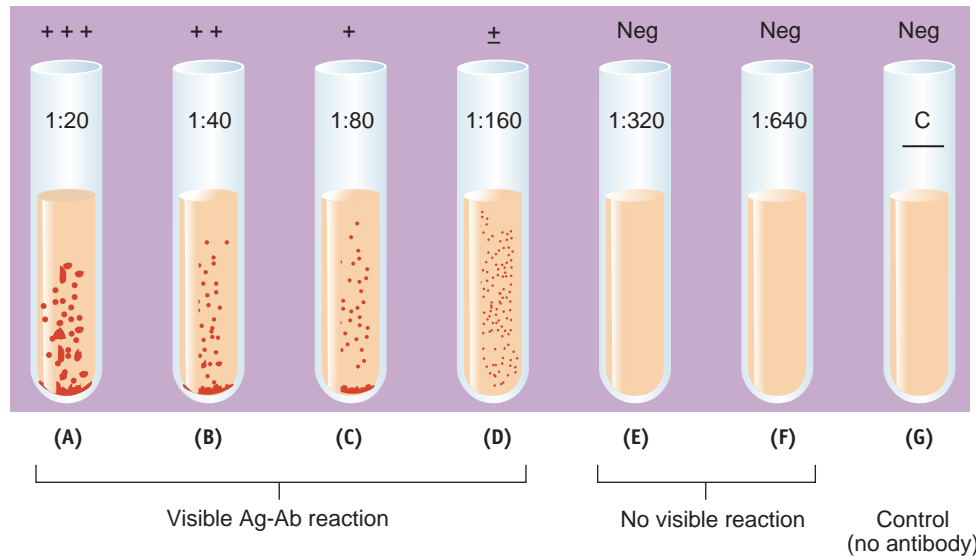 + + + + + + ± Neg Neg Neg
1:20 1:40 1:80 1:160 1:320 1:640 C
(A) (B) (C) (D) (E) (F) (G)
Visible Ag-Ab reaction No visible reaction Control
(no antibody)